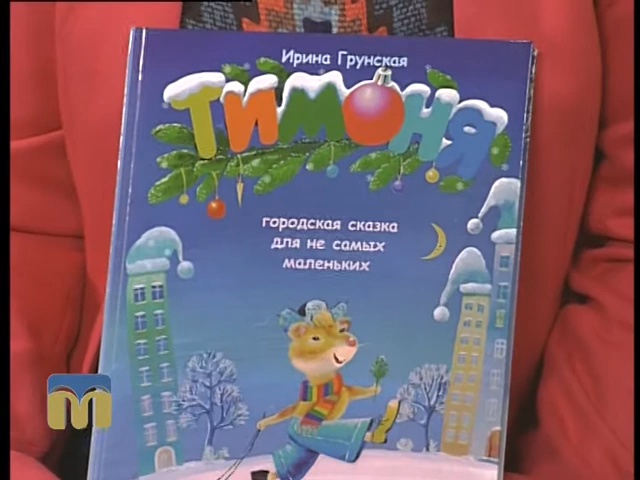 Ирина Грунская
ТИМОНЯ
городская сказка
для не самых
маленьких
М